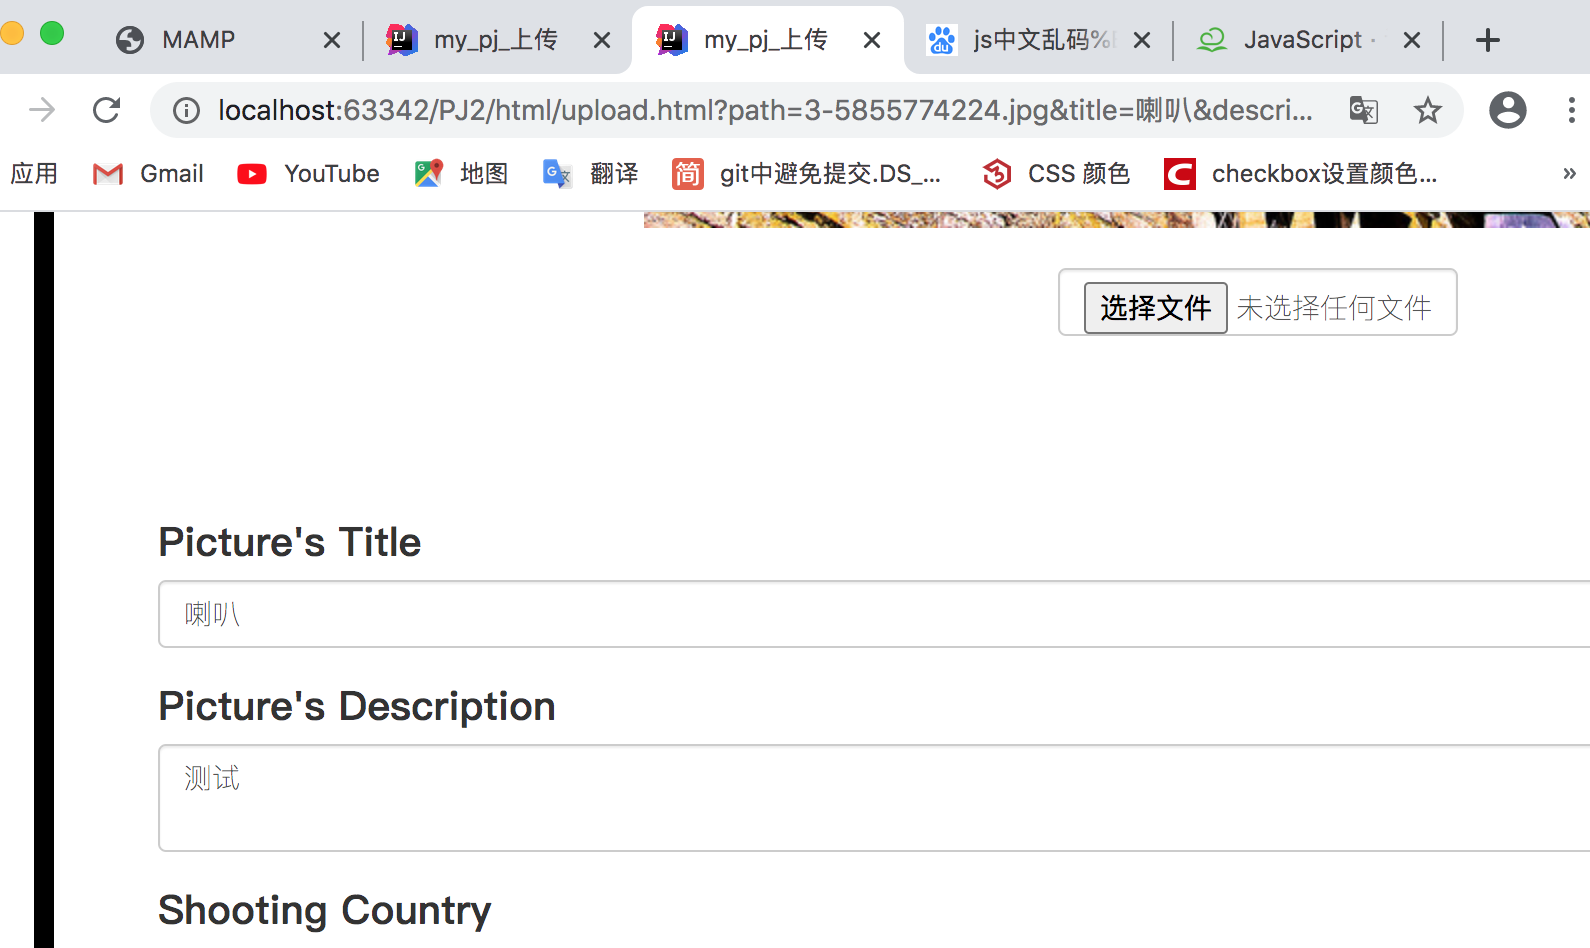 MAMP
my_pj_上传
my_pj_上传
js中文乱码%
JavaScript ·
localhost:63342/PJ2/html/upload.html?path=3-5855774224.jpg&title=喇叭&descri...
应用
Gmail
YouTube
地图
翻译
简
git中避免提交.DS_...
CSS 颜色
checkbox设置颜色...
»
选择文件 未选择任何文件
Picture's Title
喇叭
Picture's Description
测试
Shooting Country